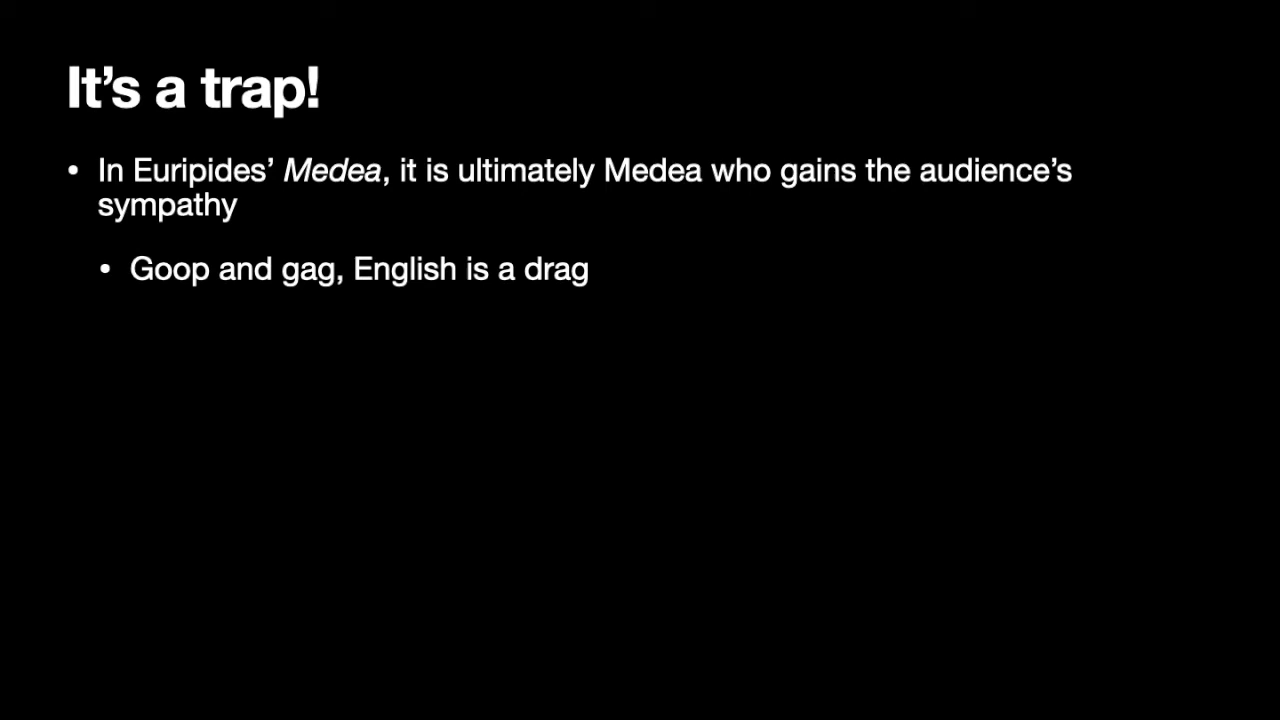 It’s a trap!
• In Euripides’ Medea, it is ultimately Medea who gains the audience’s
sympathy
• Goop and gag, English is a drag